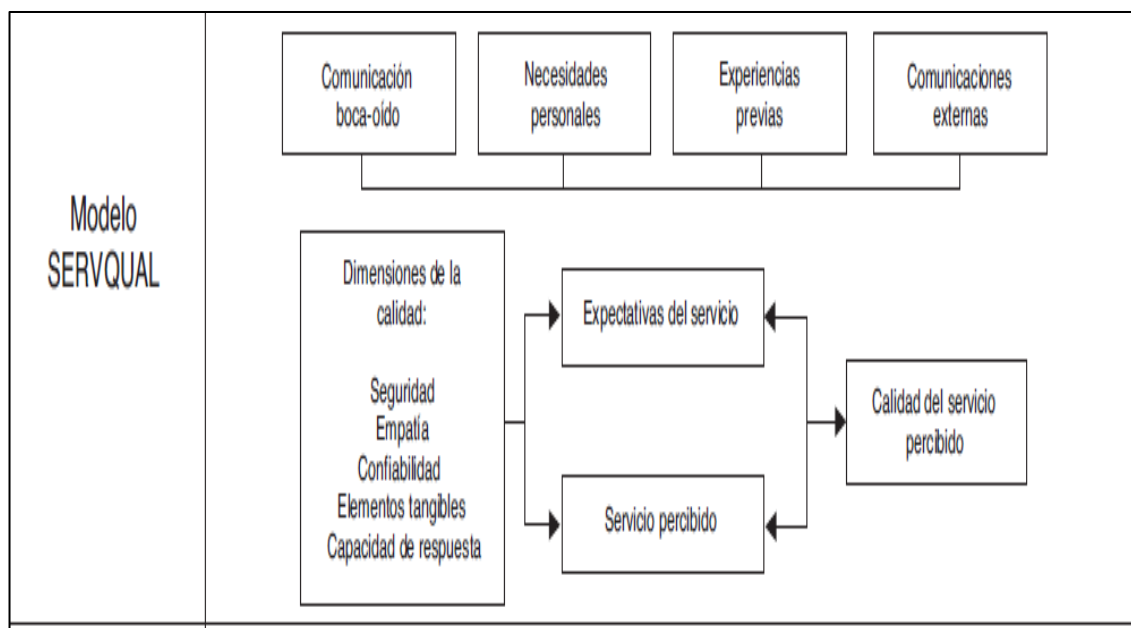 Modelo
SERVQUAL
Comunicación
boca-oído
Necesidades
personales
Experiencias
previas
Comunicaciones
externas
Dimensiones de la
calidad:
Seguridad
Empatía
Confiabilidad
Elementos tangibles
Capacidad de respuesta
Expectativas del servicio
Servicio percibido
Calidad del servicio
percibido